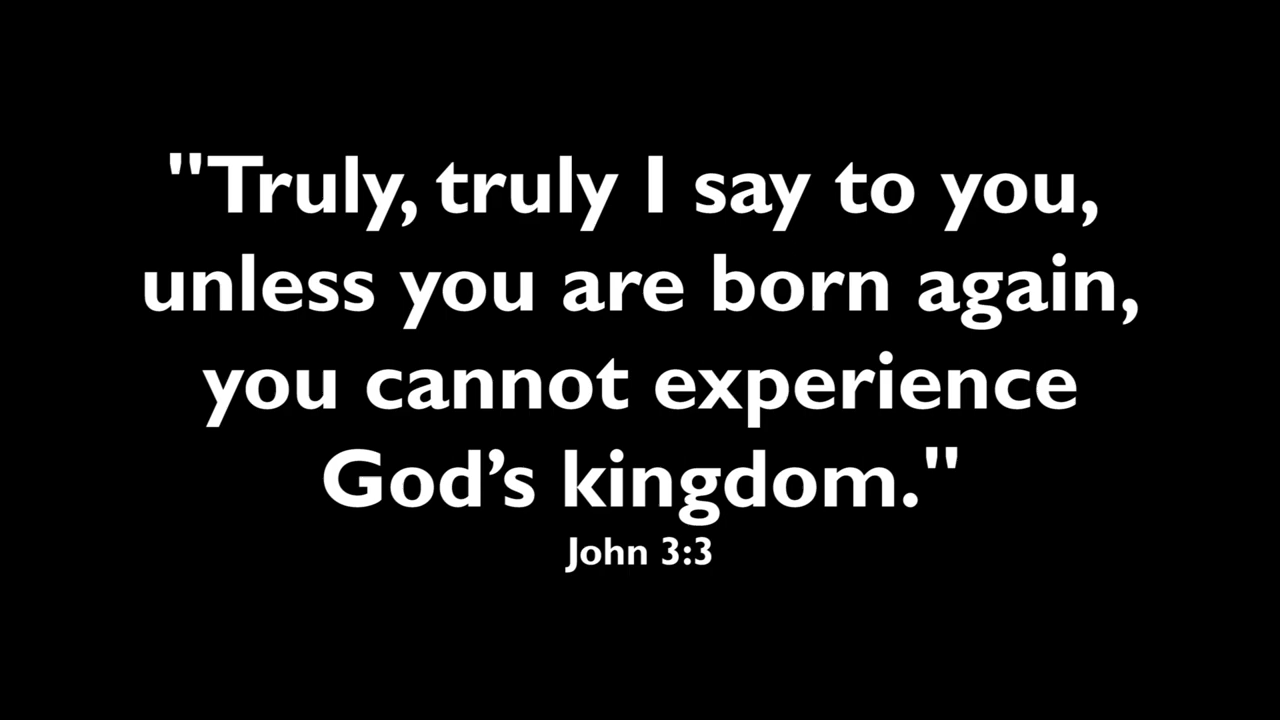 "Truly, truly I say to you,
unless you are born again,
you cannot experience
God’s kingdom."
John 3:3